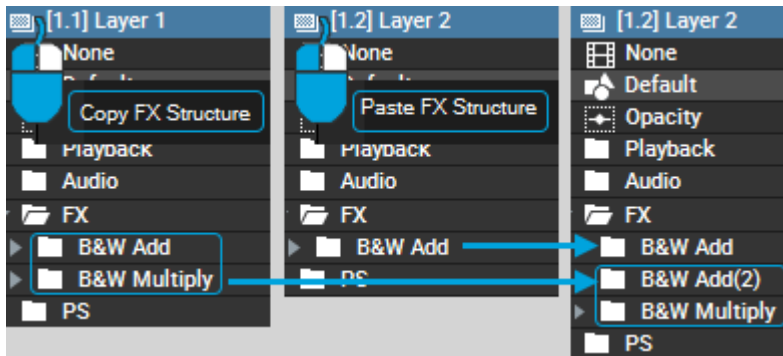 [1.1] Layer 1
None
Copy FX Structure
Playback
Audio
FX
B&W Add
B&W Multiply
PS
[1.2] Layer 2
None
Paste FX Structure
Playback
Audio
FX
B&W Add
PS
[1.2] Layer 2
None
Default
Opacity
Playback
Audio
FX
B&W Add
B&W Add(2)
B&W Multiply
PS